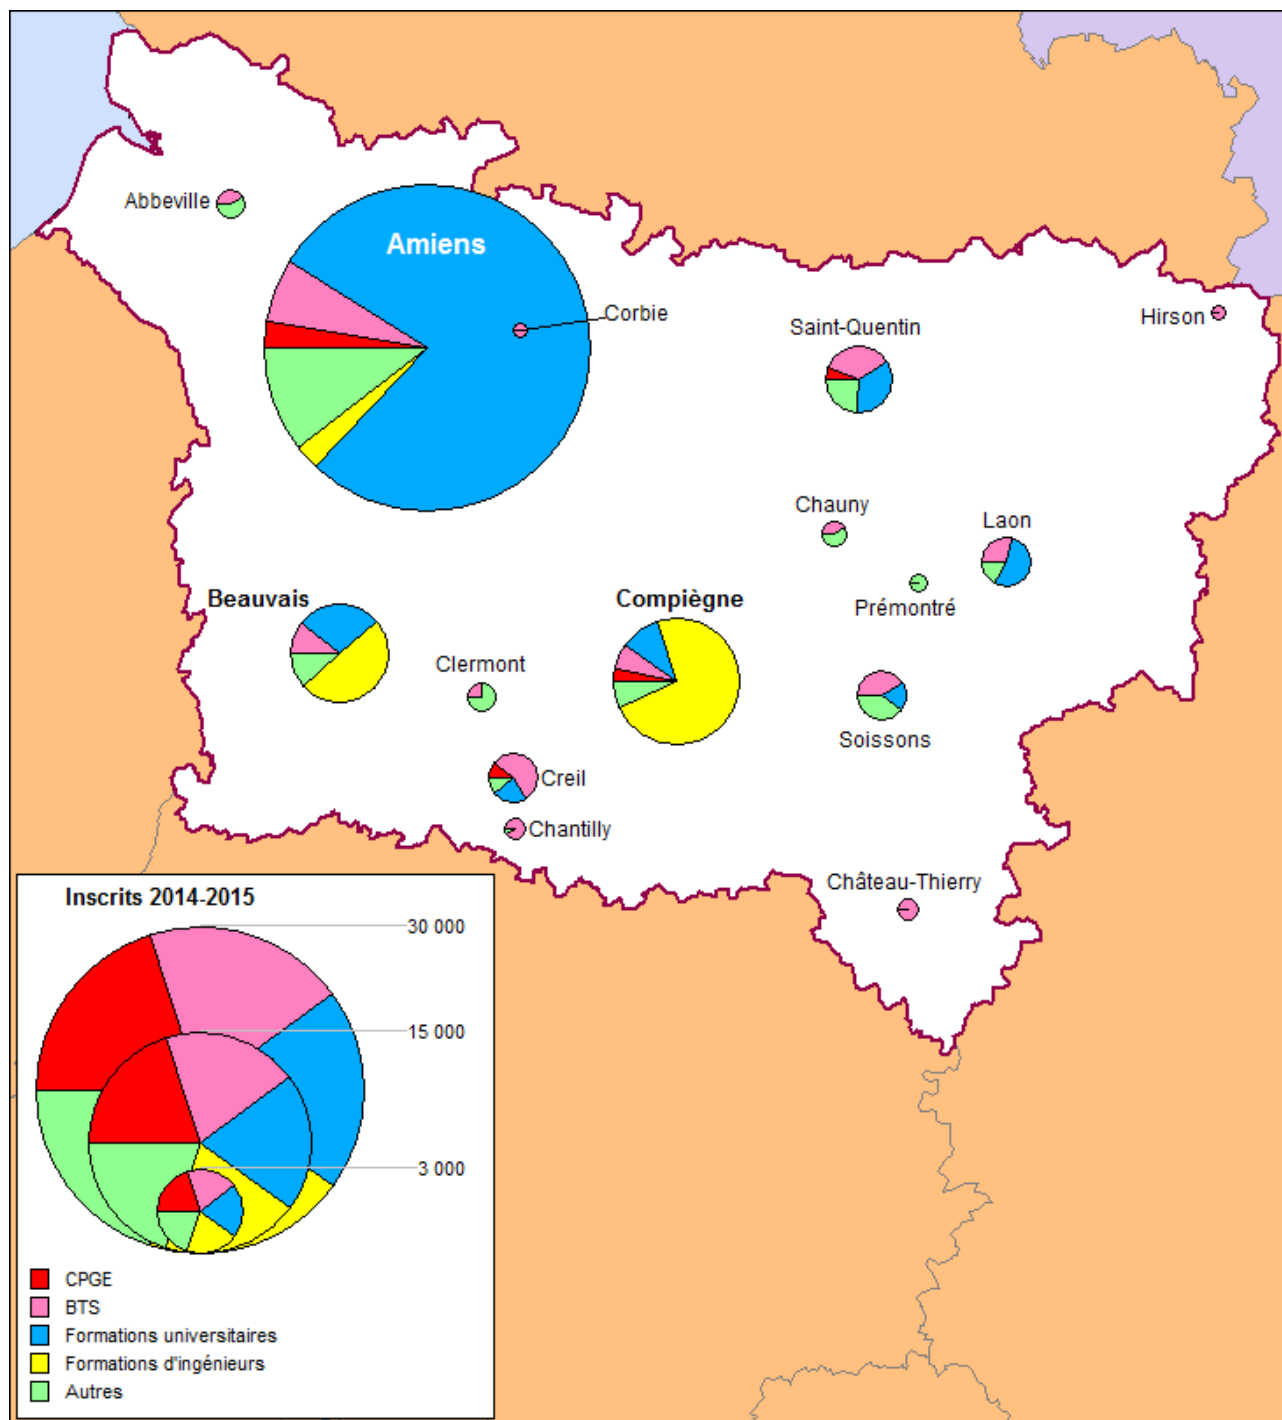 Abbeville
Amiens
Corbie
Hirson
Saint-Quentin
Chauny
Laon
Prémontré
Beauvais
Compiègne
Clermont
Soissons
Creil
Chantilly
Château-Thierry
Inscrits 2014-2015
30 000
15 000
3 000
CPGE
BTS
Formations universitaires
Formations d'ingénieurs
Autres